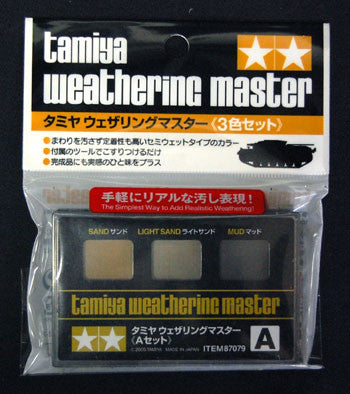 tamiya
weathering master
タミヤ ウェザリングマスター 《3色セット》
●まわりを汚さず定着性も高いセミウェットタイプのカラー
●付属のツールでこすりつけるだけ
●完成品にも実感のひと味をプラス
手軽にリアルな汚し表現！
The Simplest Way to Add Realistic Weathering!
SAND サンド LIGHT SAND ライトサンド MUD マッド
tamiya weathering master
タミヤ ウェザリングマスター
《Aセット》
A
©2005 TAMIYA MADE IN JAPAN ITEM 87079